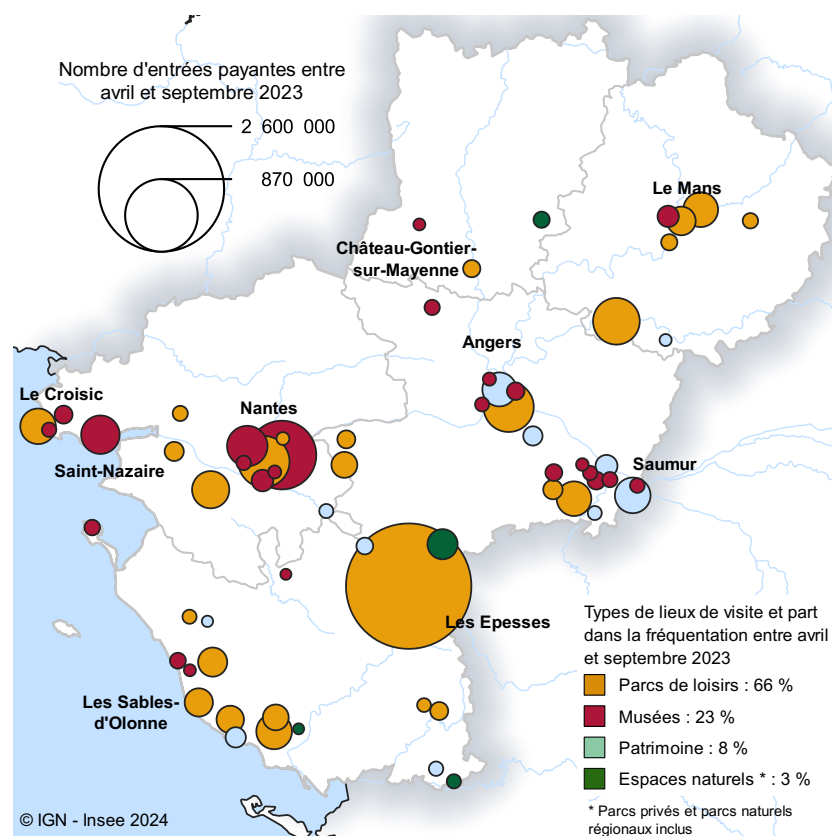 Nombre d'entrées payantes entre
avril et septembre 2023
2 600 000
870 000
Le Mans
Château-Gontier-
sur-Mayenne
Angers
Le Croisic
Nantes
Saint-Nazaire
Saumur
Les Epesses
Les Sables-
d'Olonne
Types de lieux de visite et part
dans la fréquentation entre avril
et septembre 2023
Parcs de loisirs : 66 %
Musées : 23 %
Patrimoine : 8 %
Espaces naturels * : 3 %
* Parcs privés et parcs naturels
régionaux inclus
© IGN - Insee 2024